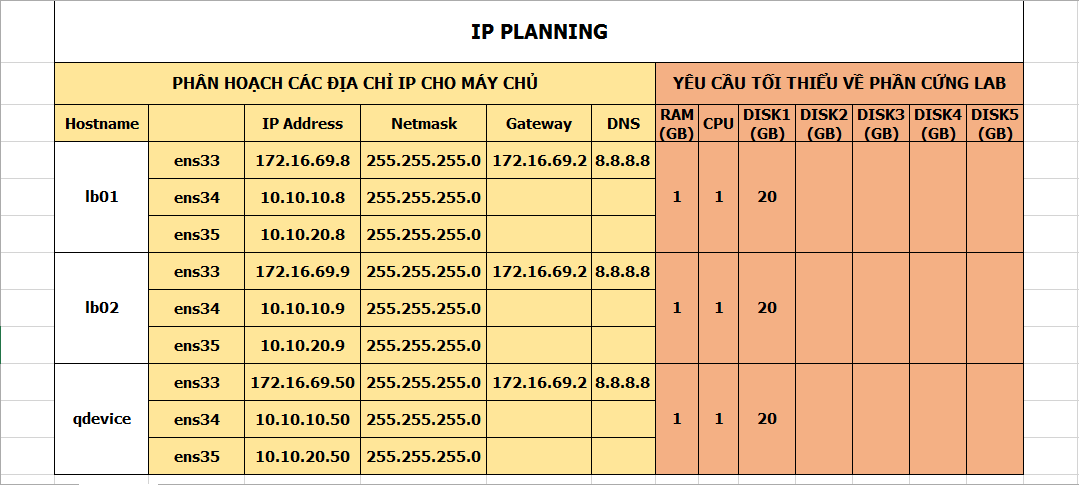 IP PLANNING
PHÂN HOẠCH CÁC ĐỊA CHỈ IP CHO MÁY CHỦ YÊU CẦU TỐI THIỂU VỀ PHẦN CỨNG LAB
Hostname IP Address Netmask Gateway DNS RAM (GB) CPU DISK1 (GB) DISK2 (GB) DISK3 (GB) DISK4 (GB) DISK5 (GB)
lb01 ens33 172.16.69.8 255.255.255.0 172.16.69.2 8.8.8.8 1 1 20
ens34 10.10.10.8 255.255.255.0
ens35 10.10.20.8 255.255.255.0
lb02 ens33 172.16.69.9 255.255.255.0 172.16.69.2 8.8.8.8 1 1 20
ens34 10.10.10.9 255.255.255.0
ens35 10.10.20.9 255.255.255.0
qdevice ens33 172.16.69.50 255.255.255.0 172.16.69.2 8.8.8.8 1 1 20
ens34 10.10.10.50 255.255.255.0
ens35 10.10.20.50 255.255.255.0